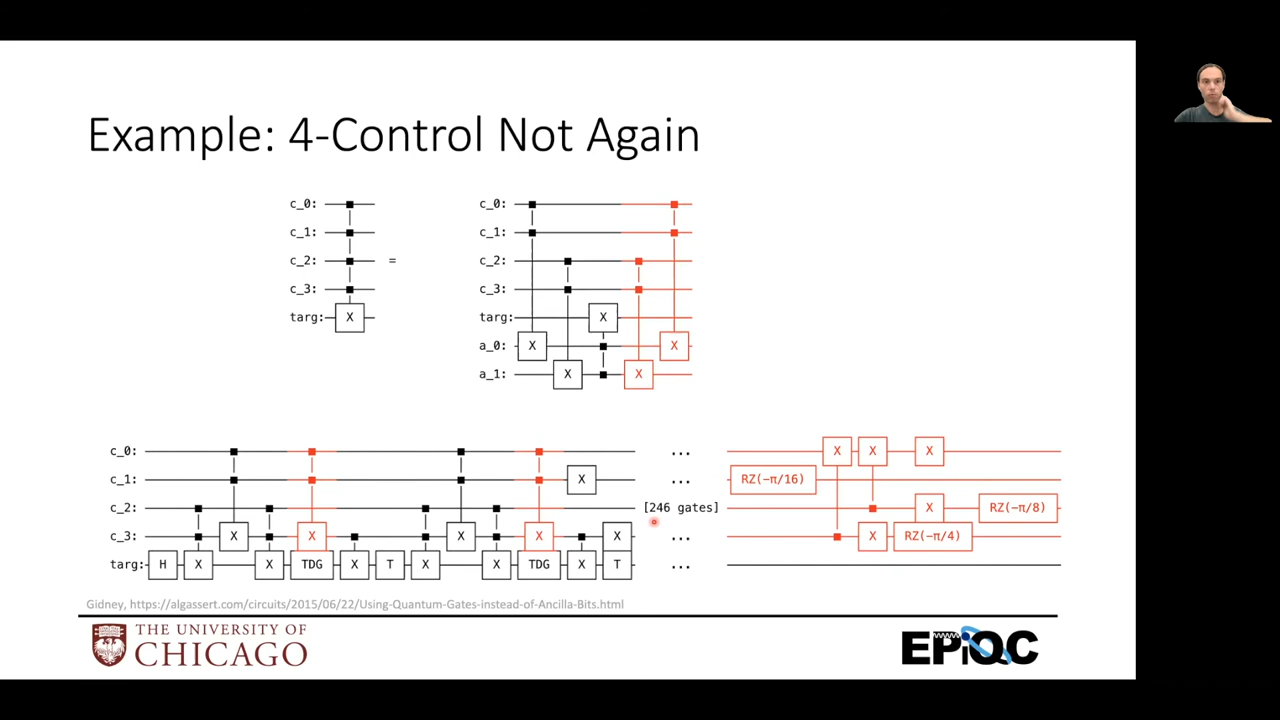 Example: 4-Control Not Again
c_0: c_0:
c_1: c_1:
c_2: = c_2:
c_3: c_3:
targ: X targ: X
a_0: X X
a_1: X X
c_0: ... X X X
c_1: X ... RZ(−π/16)
c_2: [246 gates] X RZ(−π/8)
c_3: X X X X X ... X RZ(−π/4)
targ: H X X TDG X T X X TDG X T ...
Gidney, https://algassert.com/circuits/2015/06/22/Using-Quantum-Gates-instead-of-Ancilla-Bits.html
THE UNIVERSITY OF
CHICAGO
EPiQC